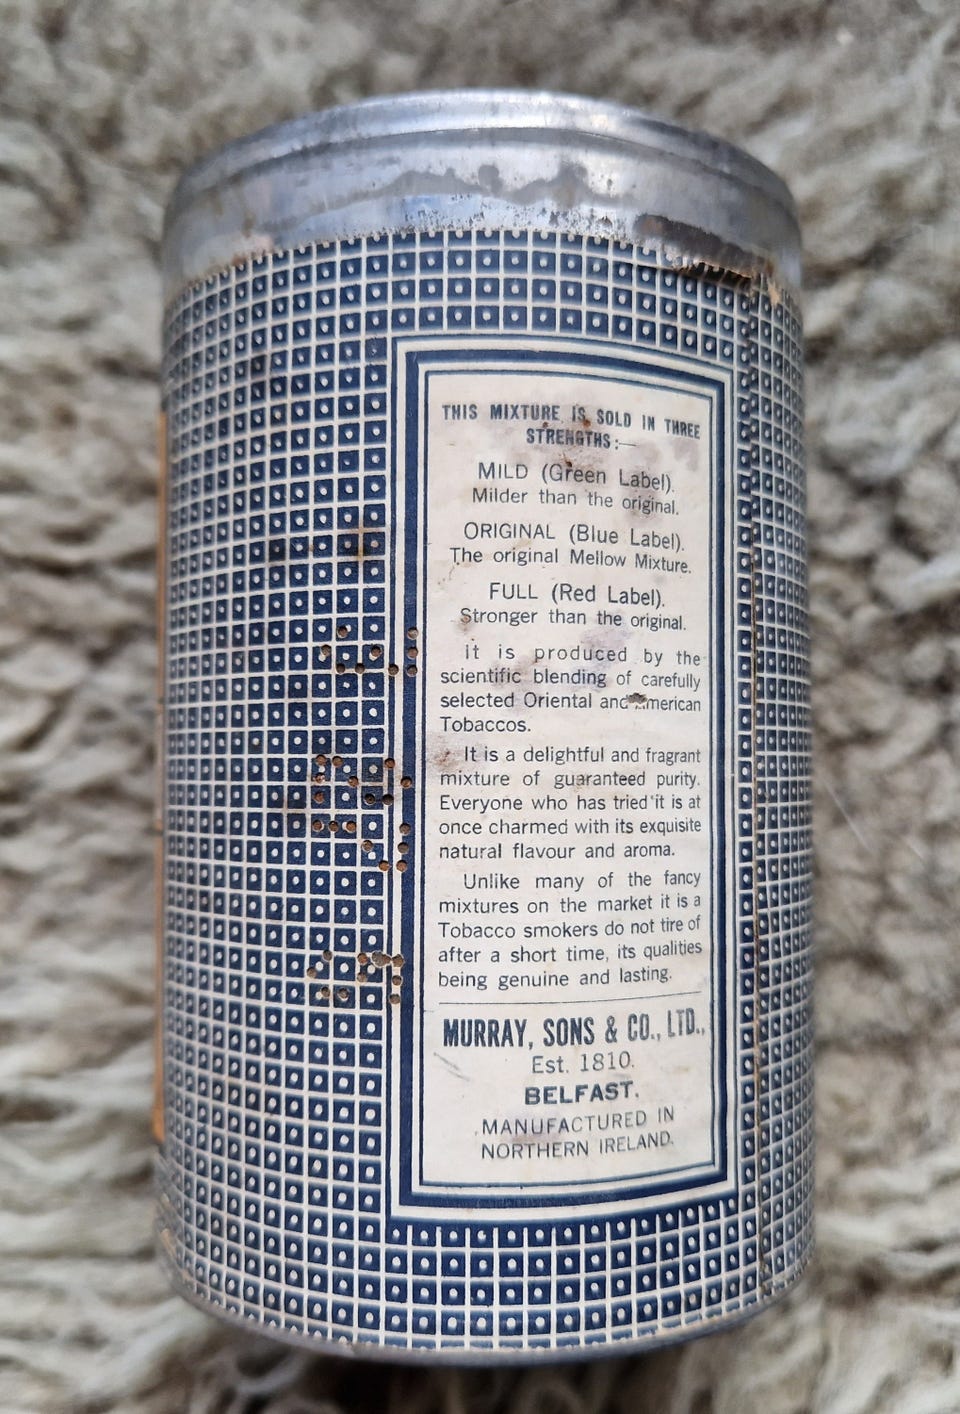 THIS MIXTURE IS SOLD IN THREE
STRENGTHS:—
MILD (Green Label).
Milder than the original.
ORIGINAL (Blue Label).
The original Mellow Mixture.
FULL (Red Label).
Stronger than the original.
It is produced by the
scientific blending of carefully
selected Oriental and American
Tobaccos.
It is a delightful and fragrant
mixture of guaranteed purity.
Everyone who has tried it is at
once charmed with its exquisite
natural flavour and aroma.
Unlike many of the fancy
mixtures on the market it is a
Tobacco smokers do not tire of
after a short time, its qualities
being genuine and lasting.
MURRAY, SONS & CO., LTD.,
Est. 1810.
BELFAST.
MANUFACTURED IN
NORTHERN IRELAND.